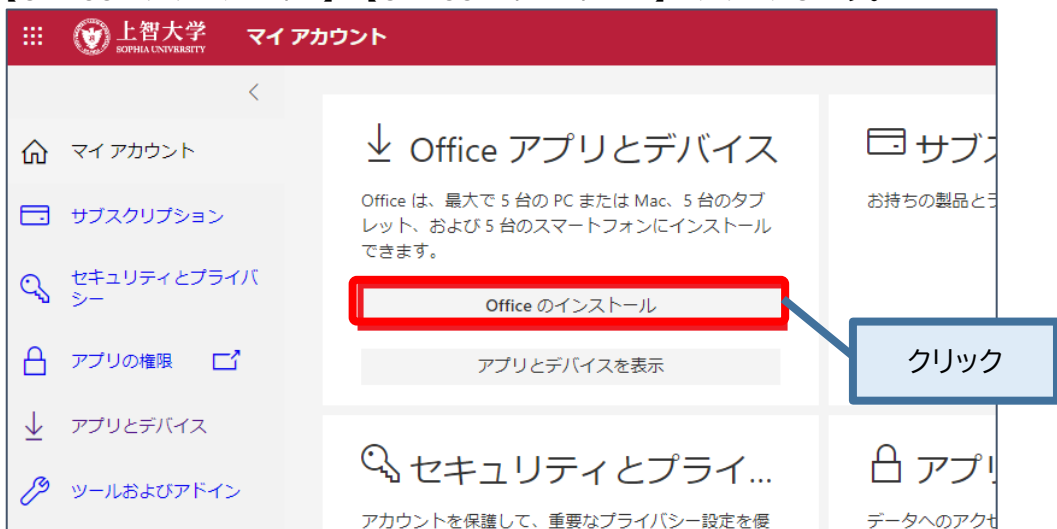 上智大学
SOPHIA UNIVERSITY
マイ アカウント
マイ アカウント
サブスクリプション
セキュリティとプライバ
シー
アプリの権限
アプリとデバイス
ツールおよびアドイン
Office アプリとデバイス
Office は、最大で 5 台の PC または Mac、5 台のタブ
レット、および 5 台のスマートフォンにインストール
できます。
Office のインストール
アプリとデバイスを表示
クリック
サブス
お持ちの製品とラ
セキュリティとプライ...
アカウントを保護して、重要なプライバシー設定を優
アプリ
データへのアクセ